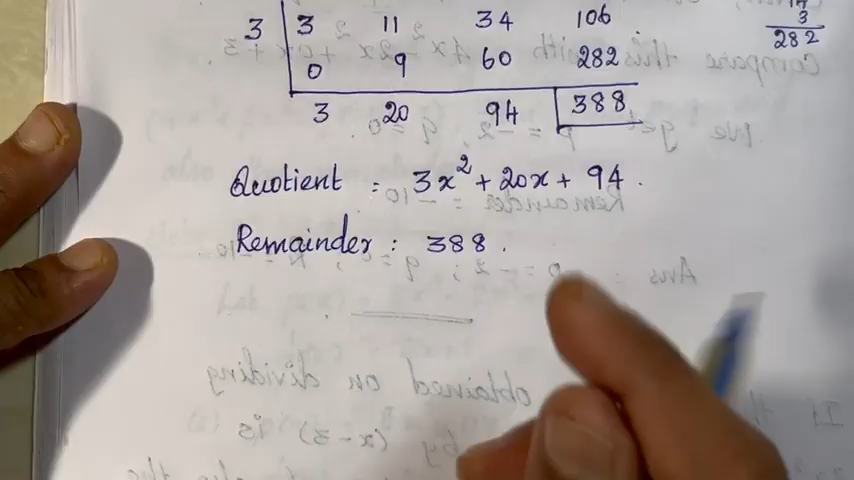 3 3 11 34 106
0 9 60 282
3 20 94 388
3
282
Quotient = 3x² + 20x + 94.
Remainder : 388.